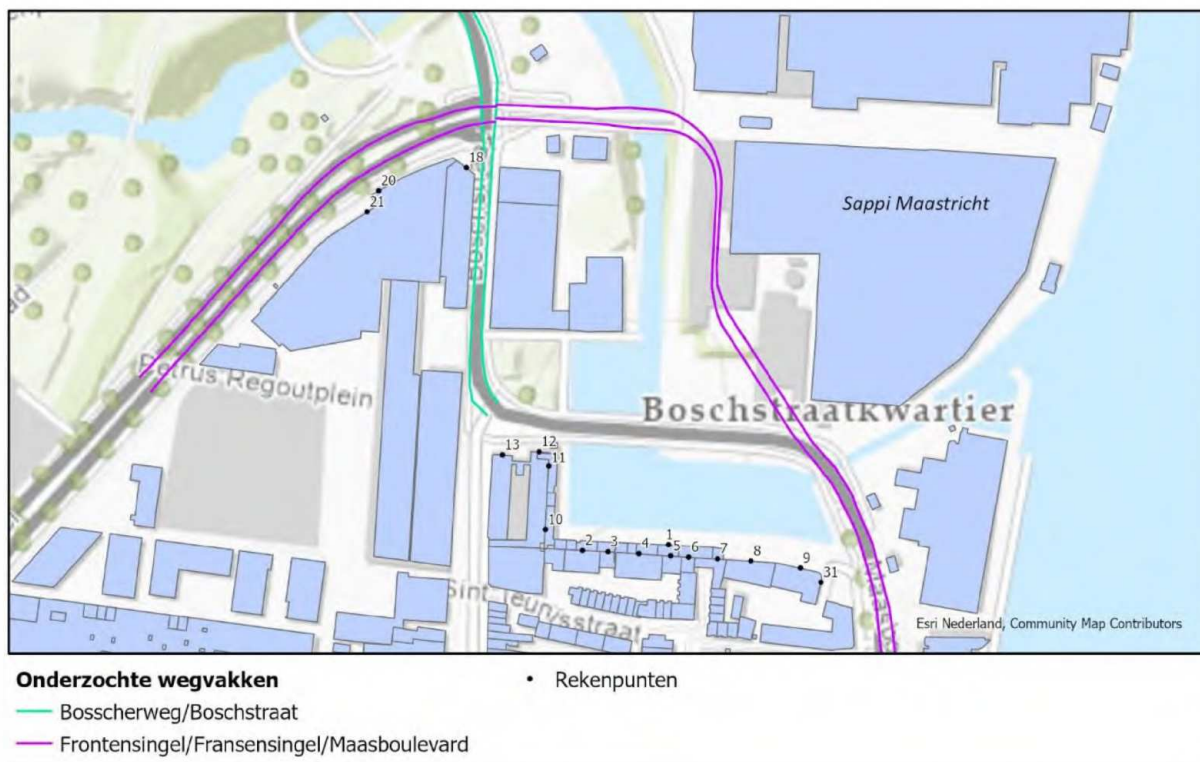 18
20
21
Sappi Maastricht
Petrus Regoutplein
Boschstraatkwartier
13
12
11
10
1
2
3
4
5
6
7
8
9
31
Sint Teunisstraat
Esri Nederland, Community Map Contributors
Onderzochte wegvakken
Rekenpunten
Bosscherweg/Boschstraat
Frontensingel/Fransensingel/Maasboulevard